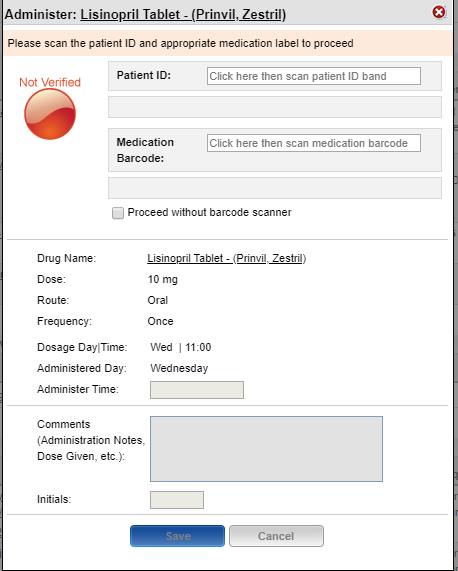 Administer: Lisinopril Tablet - (Prinvil, Zestril)
Please scan the patient ID and appropriate medication label to proceed
Not Verified
Patient ID: Click here then scan patient ID band
Medication Barcode: Click here then scan medication barcode
Proceed without barcode scanner
Drug Name: Lisinopril Tablet - (Prinvil, Zestril)
Dose: 10 mg
Route: Oral
Frequency: Once
Dosage Day|Time: Wed | 11:00
Administered Day: Wednesday
Administer Time:
Comments
(Administration Notes,
Dose Given, etc.):
Initials:
Save Cancel